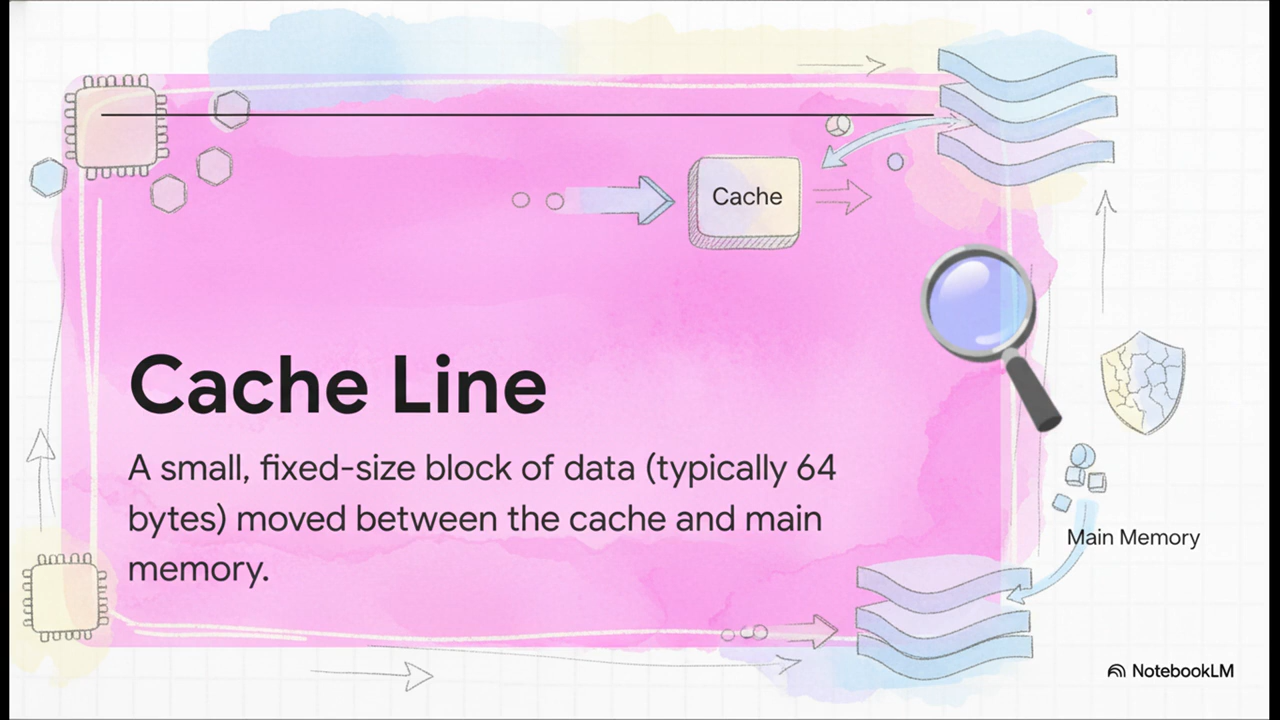 Cache
Cache Line
A small, fixed-size block of data (typically 64
bytes) moved between the cache and main
memory.
Main Memory
NotebookLM